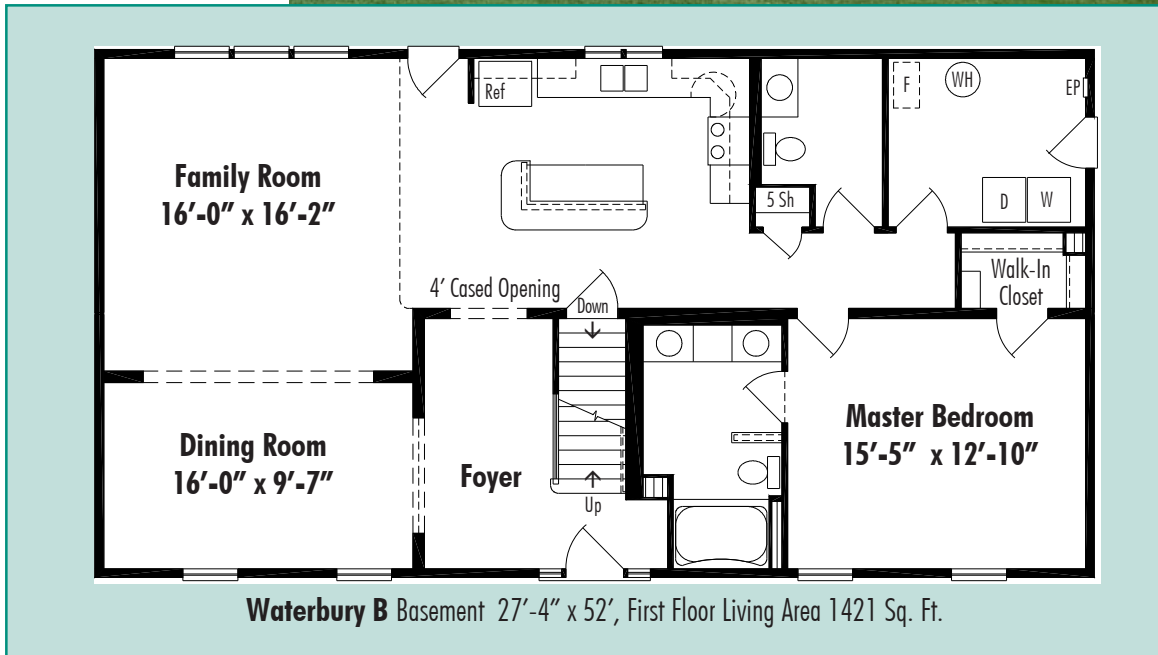 Ref
F
WH
EP
Family Room
16′-0″ x 16′-2″
5 Sh
D
W
Walk-In
Closet
4′ Cased Opening
Down
Master Bedroom
15′-5″ x 12′-10″
Dining Room
16′-0″ x 9′-7″
Foyer
Up
Waterbury B Basement 27′-4″ x 52′, First Floor Living Area 1421 Sq. Ft.